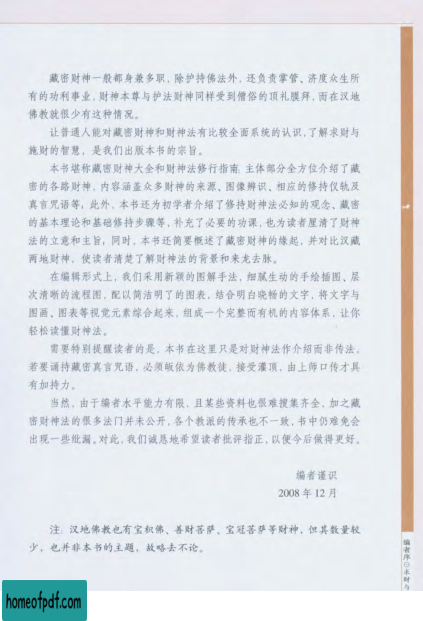 藏密财神一般都身兼多职，除护持佛法外，还负责掌管、济度众生所
有的功利事业，财神本尊与护法财神同样受到僧俗的顶礼膜拜，而在汉地
佛教就很少有这种情况。
让普通人能对藏密财神和财神法有比较全面系统的认识，了解求财与
施财的智慧，是我们出版本书的宗旨。
本书堪称藏密财神大全和财神法修行指南，主体部分全方位介绍了藏
密的各路财神，内容涵盖众多财神的来源、图像辨识、相应的修持仪轨及
真言咒语等，此外，本书还为初学者介绍了修持财神法必知的观念、藏密
的基本理论和基础修持步骤等，补充了必要的功课，也为读者厘清了财神
法的立意和主旨，同时，本书还简要概述了藏密财神的缘起，并对比汉藏
两地财神，使读者清楚了解财神法的背景和来龙去脉。
在编辑形式上，我们采用新颖的图解手法，细腻生动的手绘插图、层
次清晰的流程图，配以简洁明了的图表，结合明白晓畅的文字，将文字与
图画、图表等视觉元素综合起来，组成一个完整而有机的内容体系，让你
轻松读懂财神法。
需要特别提醒读者的是，本书在这里只是对财神法作介绍而非传法，
若要诵持藏密真言咒语，必须皈依为佛教徒，接受灌顶，由上师口传才具
有加持力。
当然，由于编者水平能力有限，且某些资料也很难搜集齐全，加之藏
密财神法的很多法门并未公开，各个教派的传承也不一致，书中仍难免会
出现一些纰漏。对此，我们诚恳地希望读者批评指正，以便今后做得更好。
编者谨识
2008 年 12 月
注：汉地佛教也有宝积佛、善财菩萨、宝冠菩萨等财神，但其数量较
少，也并非本书的主题，故略去不论。
编者序⊙求财与
homeofpdf.com